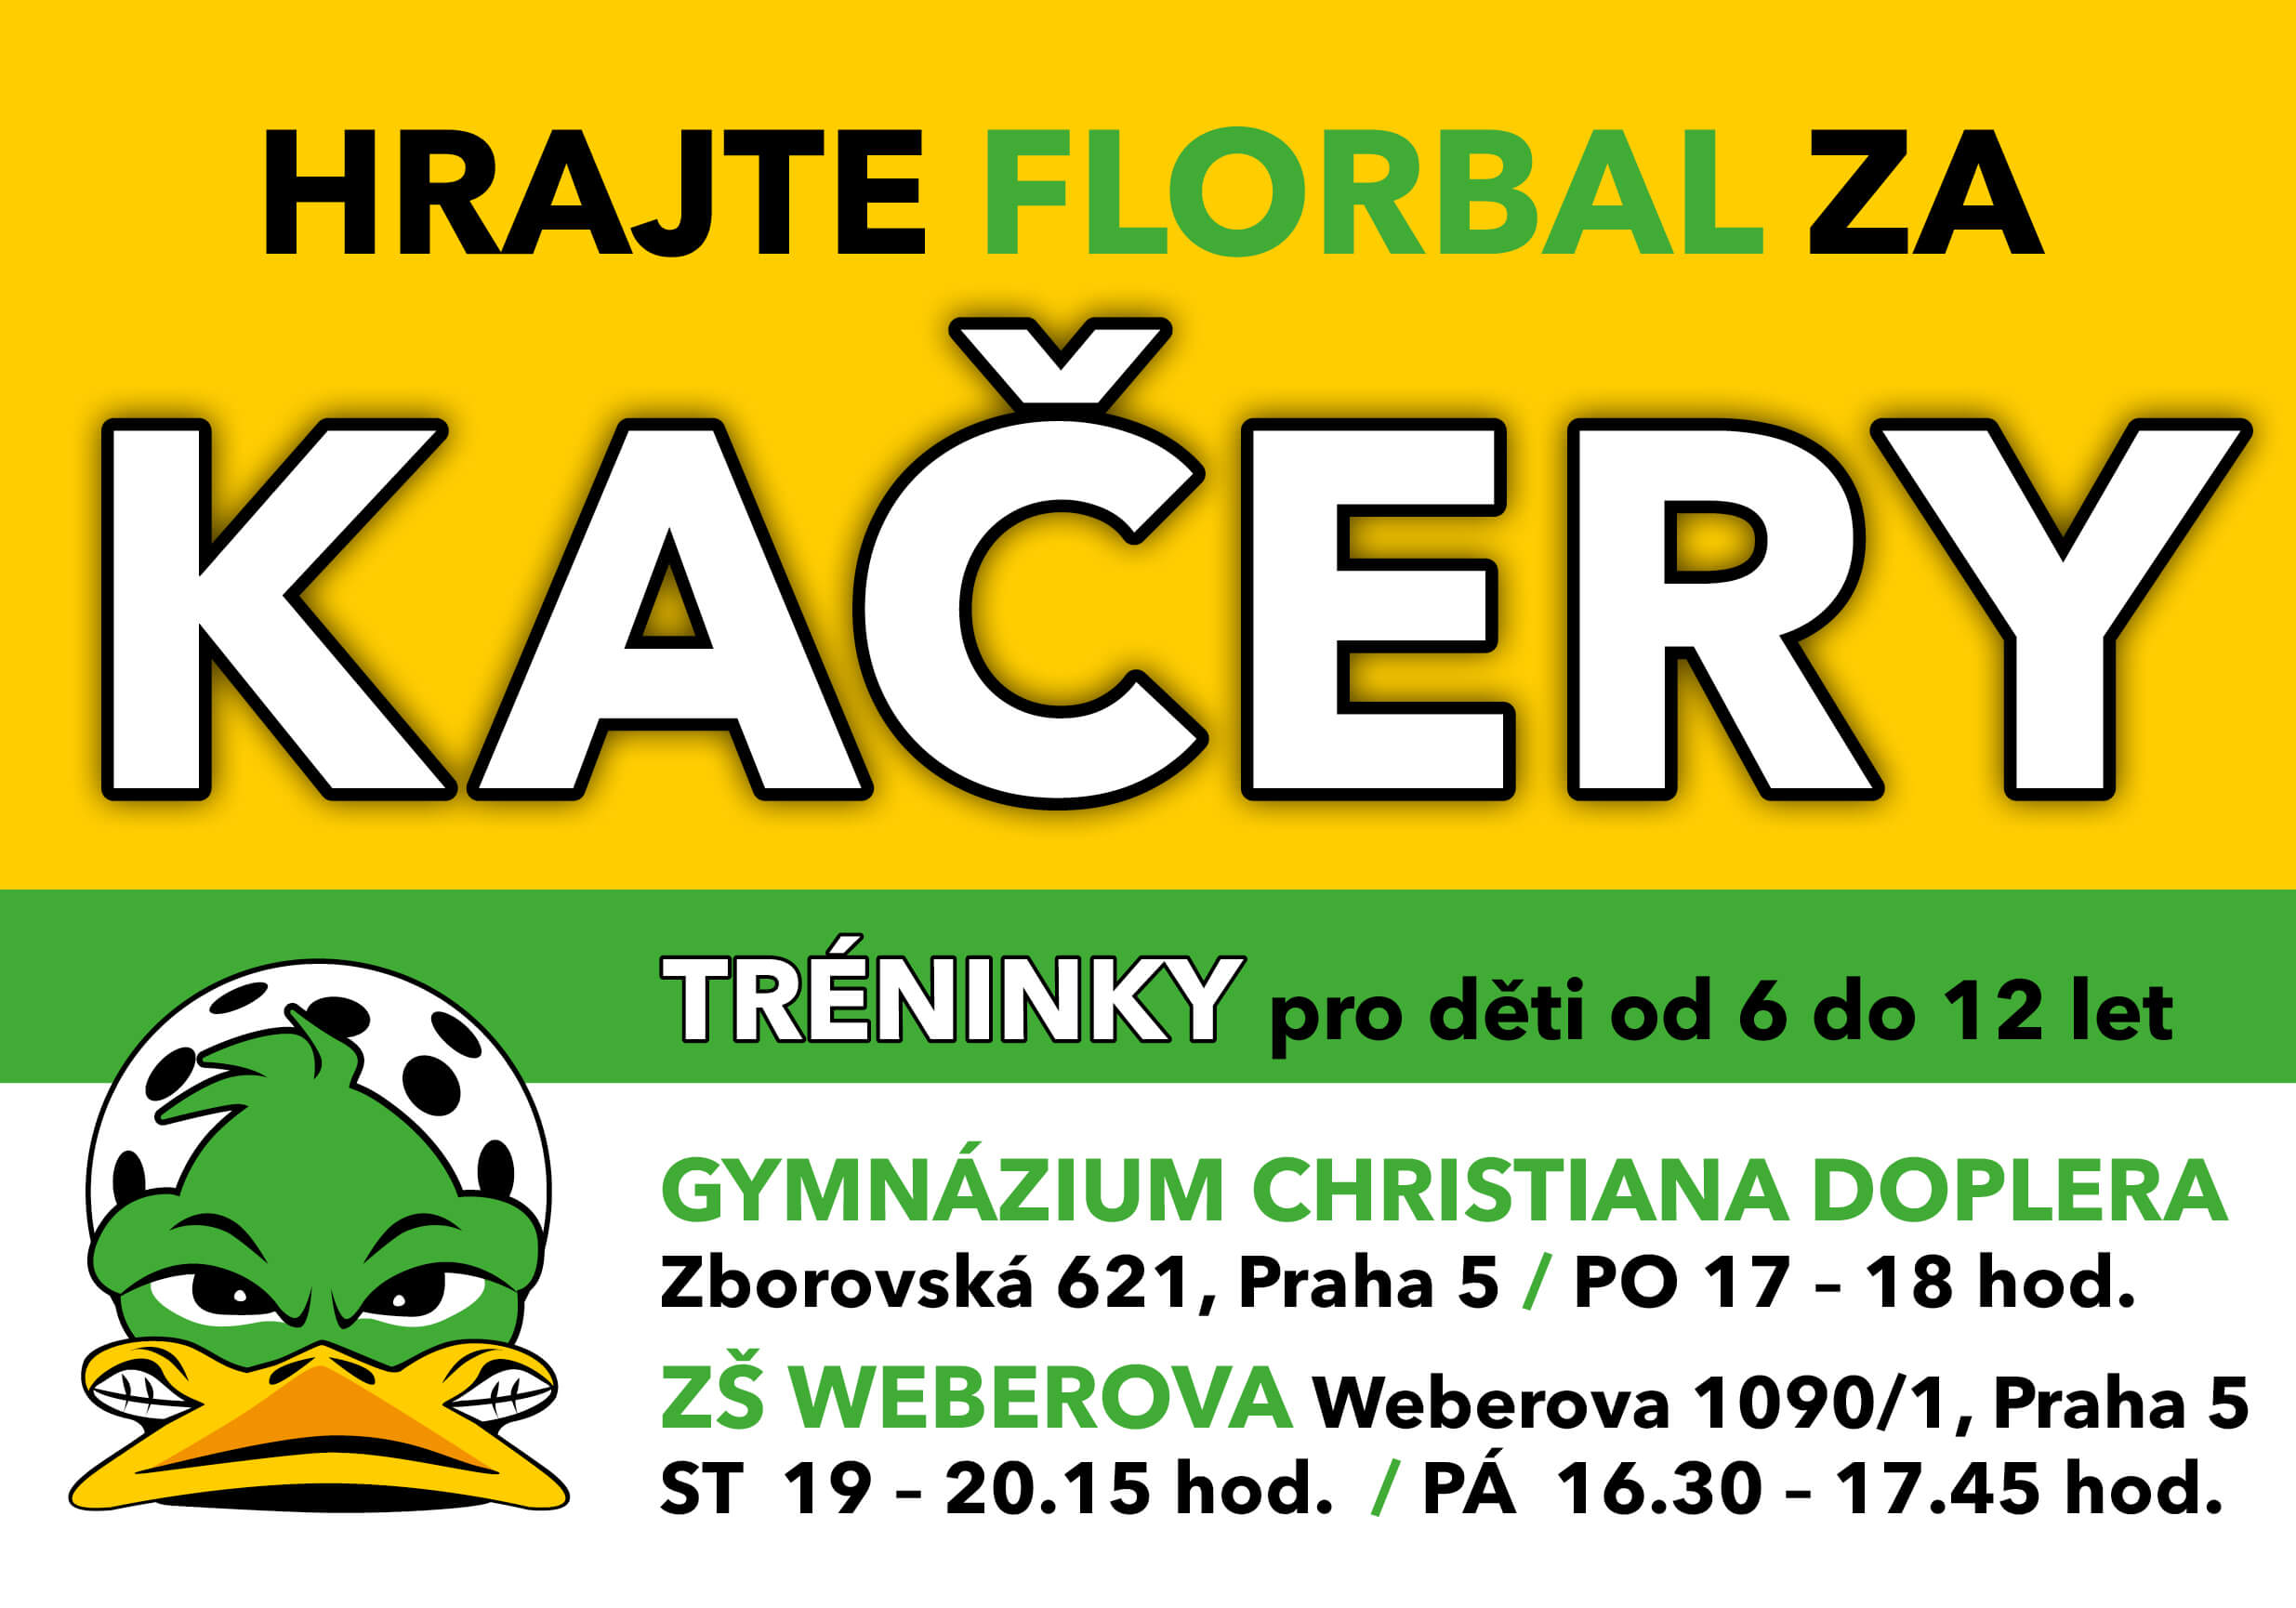 HRAJTE FLORBAL ZA
KAČERY
TRÉNINKY pro děti od 6 do 12 let
GYMNÁZIUM CHRISTIANA DOPLERA
Zborovská 621, Praha 5 / PO 17 – 18 hod.
ZŠ WEBEROVA Weberova 1090/1, Praha 5
ST 19 – 20.15 hod. / PÁ 16.30 – 17.45 hod.